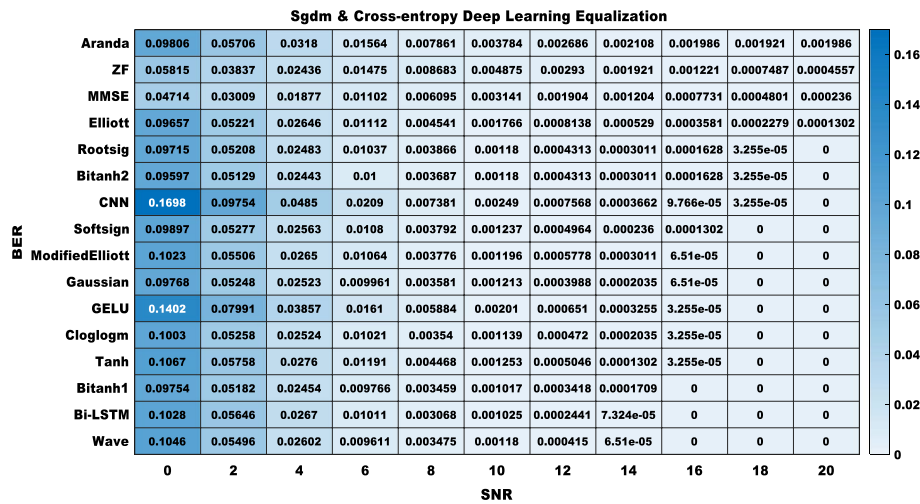 Sgdm & Cross-entropy Deep Learning Equalization
Aranda 0.09806 0.05706 0.0318 0.01564 0.007861 0.003784 0.002686 0.002108 0.001986 0.001921 0.001986
ZF 0.05815 0.03837 0.02436 0.01475 0.008683 0.004875 0.00293 0.001921 0.001221 0.0007487 0.0004557
MMSE 0.04714 0.03009 0.01877 0.01102 0.006095 0.003141 0.001904 0.001204 0.0007731 0.0004801 0.000236
Elliott 0.09657 0.05221 0.02646 0.01112 0.004541 0.001766 0.0008138 0.000529 0.0003581 0.0002279 0.0001302
Rootsig 0.09715 0.05208 0.02483 0.01037 0.003866 0.00118 0.0004313 0.0003011 0.0001628 3.255e-05 0
Bitanh2 0.09597 0.05129 0.02443 0.01 0.003687 0.00118 0.0004313 0.0003011 0.0001628 3.255e-05 0
CNN 0.1698 0.09754 0.0485 0.0209 0.007381 0.00249 0.0007568 0.0003662 9.766e-05 3.255e-05 0
Softsign 0.09897 0.05277 0.02563 0.0108 0.003792 0.001237 0.0004964 0.000236 0.0001302 0 0
ModifiedElliott 0.1023 0.05506 0.0265 0.01064 0.003776 0.001196 0.0005778 0.0003011 6.51e-05 0 0
Gaussian 0.09768 0.05248 0.02523 0.009961 0.003581 0.001213 0.0003988 0.0002035 6.51e-05 0 0
GELU 0.1402 0.07991 0.03857 0.0161 0.005884 0.00201 0.000651 0.0003255 3.255e-05 0 0
Cloglogm 0.1003 0.05258 0.02524 0.01021 0.00354 0.001139 0.000472 0.0002035 3.255e-05 0 0
Tanh 0.1067 0.05758 0.0276 0.01191 0.004468 0.001253 0.0005046 0.0001302 3.255e-05 0 0
Bitanh1 0.09754 0.05182 0.02454 0.009766 0.003459 0.001017 0.0003418 0.0001709 0 0 0
Bi-LSTM 0.1028 0.05646 0.0267 0.01011 0.003068 0.001025 0.0002441 7.324e-05 0 0 0
Wave 0.1046 0.05496 0.02602 0.009611 0.003475 0.00118 0.000415 6.51e-05 0 0 0
0 2 4 6 8 10 12 14 16 18 20
SNR
BER
0.16
0.14
0.12
0.1
0.08
0.06
0.04
0.02
0